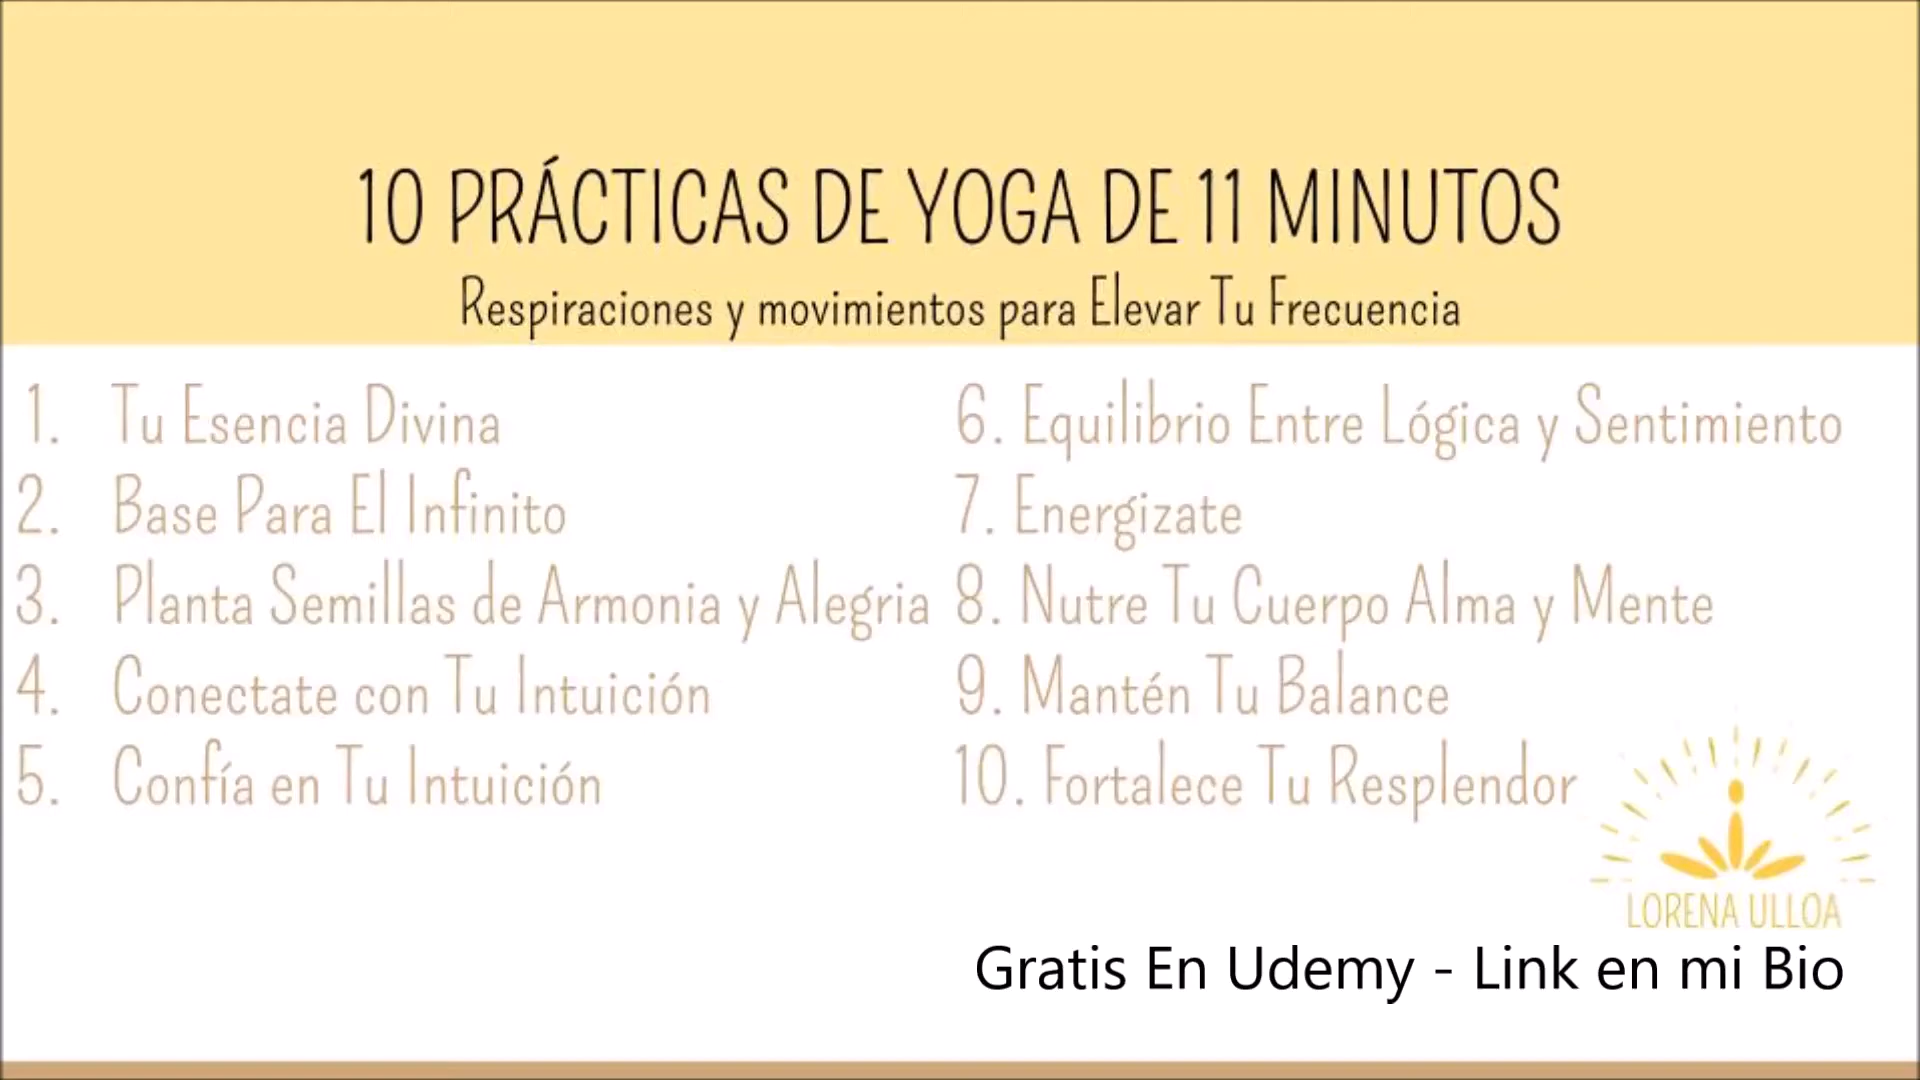 10 PRÁCTICAS DE YOGA DE 11 MINUTOS
Respiraciones y movimientos para Elevar Tu Frecuencia
1. Tu Esencia Divina
2. Base Para El Infinito
3. Planta Semillas de Armonia y Alegria
4. Conectate con Tu Intuición
5. Confía en Tu Intuición
6. Equilibrio Entre Lógica y Sentimiento
7. Energizate
8. Nutre Tu Cuerpo Alma y Mente
9. Mantén Tu Balance
10. Fortalece Tu Resplendor
LORENA ULLOA
Gratis En Udemy - Link en mi Bio